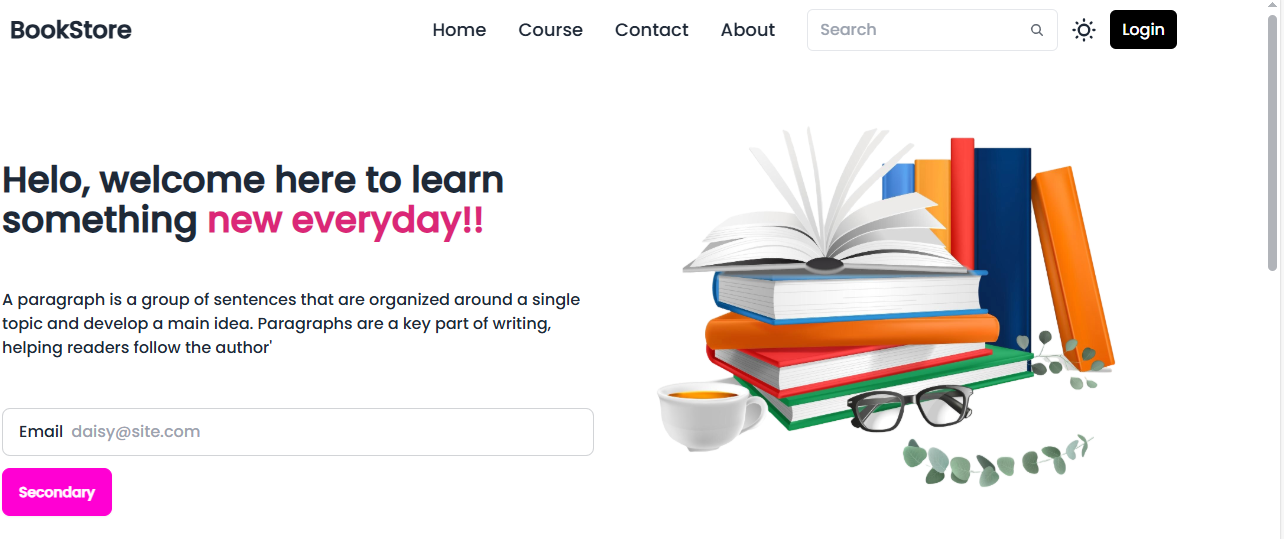 BookStore
Home Course Contact About Search Login
Helo, welcome here to learn
something new everyday!!
A paragraph is a group of sentences that are organized around a single
topic and develop a main idea. Paragraphs are a key part of writing,
helping readers follow the author'
Email daisy@site.com
Secondary